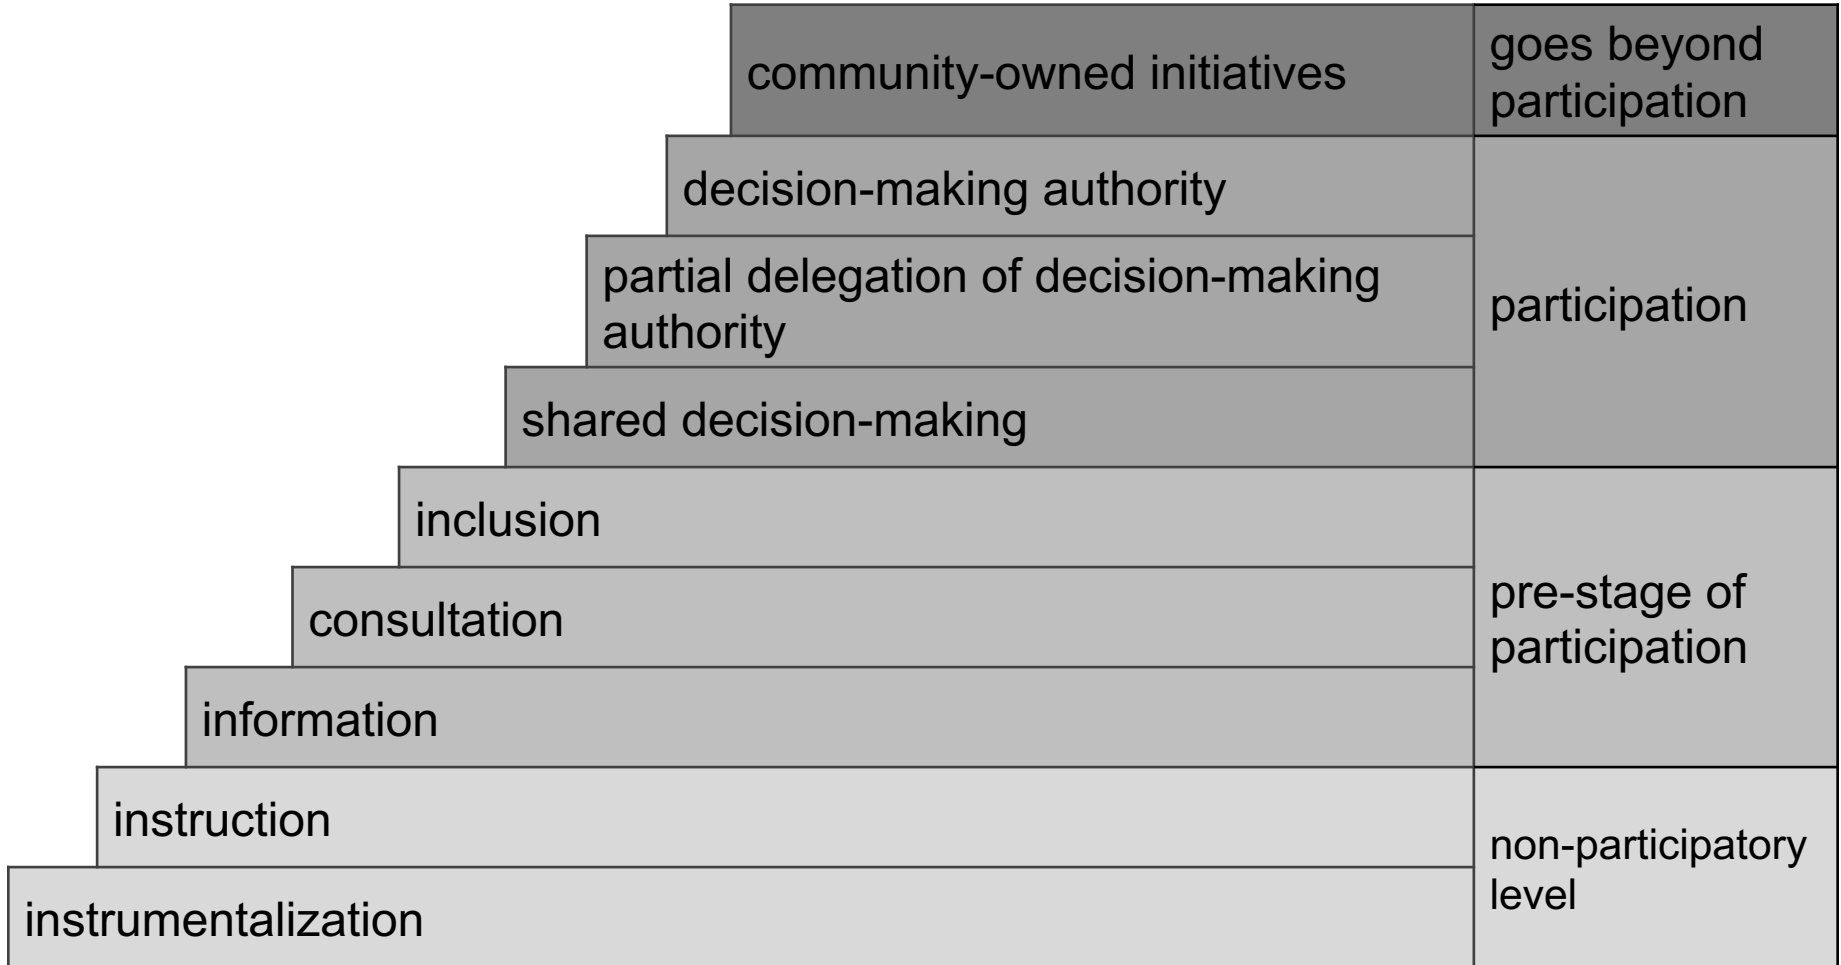 community-owned initiatives
goes beyond
participation
decision-making authority
partial delegation of decision-making
authority
participation
shared decision-making
inclusion
consultation
pre-stage of
participation
information
instruction
non-participatory
level
instrumentalization